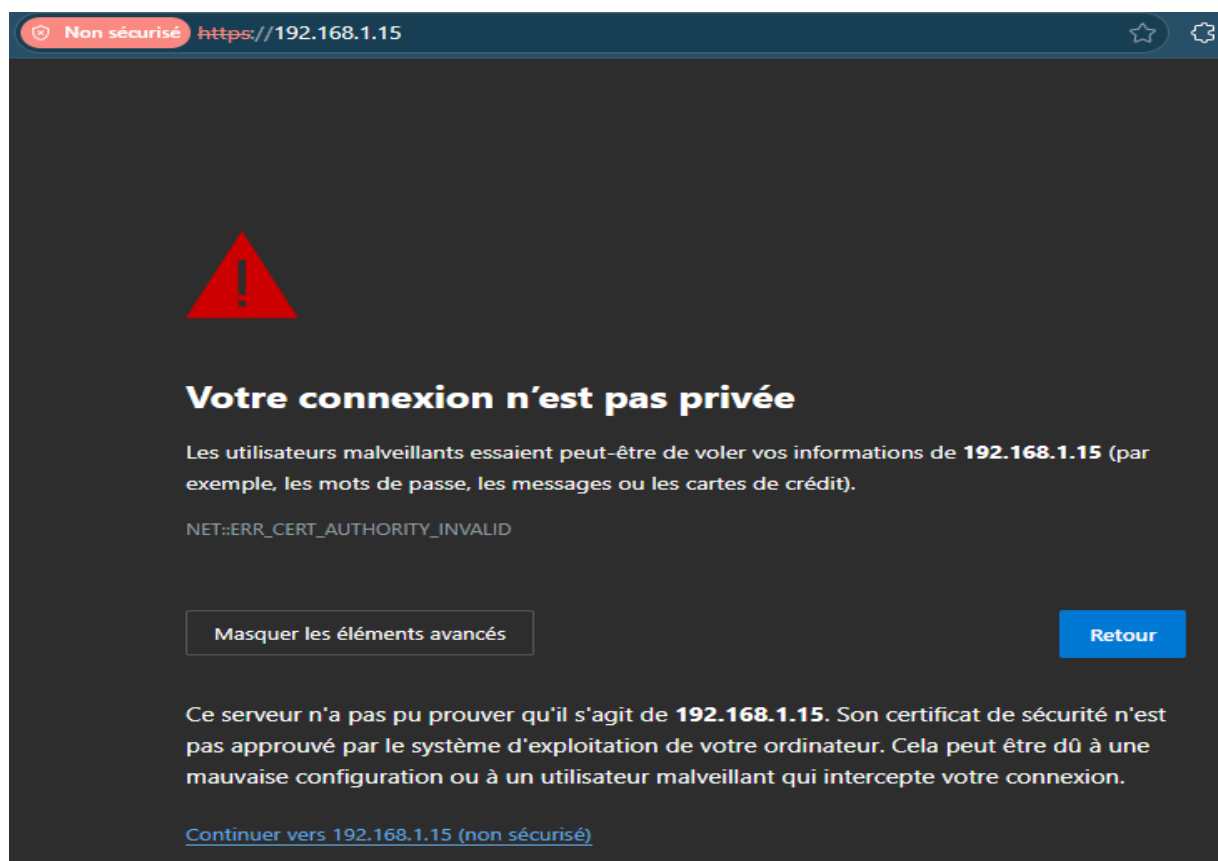 Non sécurisé https://192.168.1.15
Votre connexion n’est pas privée
Les utilisateurs malveillants essaient peut-être de voler vos informations de 192.168.1.15 (par
exemple, les mots de passe, les messages ou les cartes de crédit).
NET::ERR_CERT_AUTHORITY_INVALID
Masquer les éléments avancés
Retour
Ce serveur n'a pas pu prouver qu'il s'agit de 192.168.1.15. Son certificat de sécurité n'est
pas approuvé par le système d'exploitation de votre ordinateur. Cela peut être dû à une
mauvaise configuration ou à un utilisateur malveillant qui intercepte votre connexion.
Continuer vers 192.168.1.15 (non sécurisé)